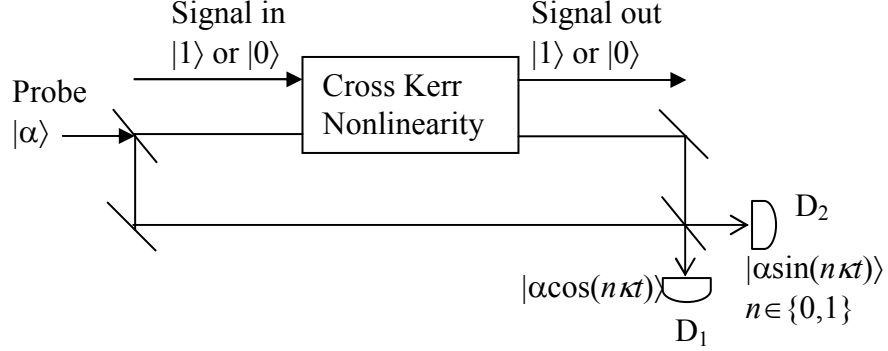 Signal in
|1⟩ or |0⟩
Signal out
|1⟩ or |0⟩
Probe
|α⟩
Cross Kerr
Nonlinearity
D₂
|αsin(nκt)⟩
n∈{0,1}
|αcos(nκt)⟩
D₁